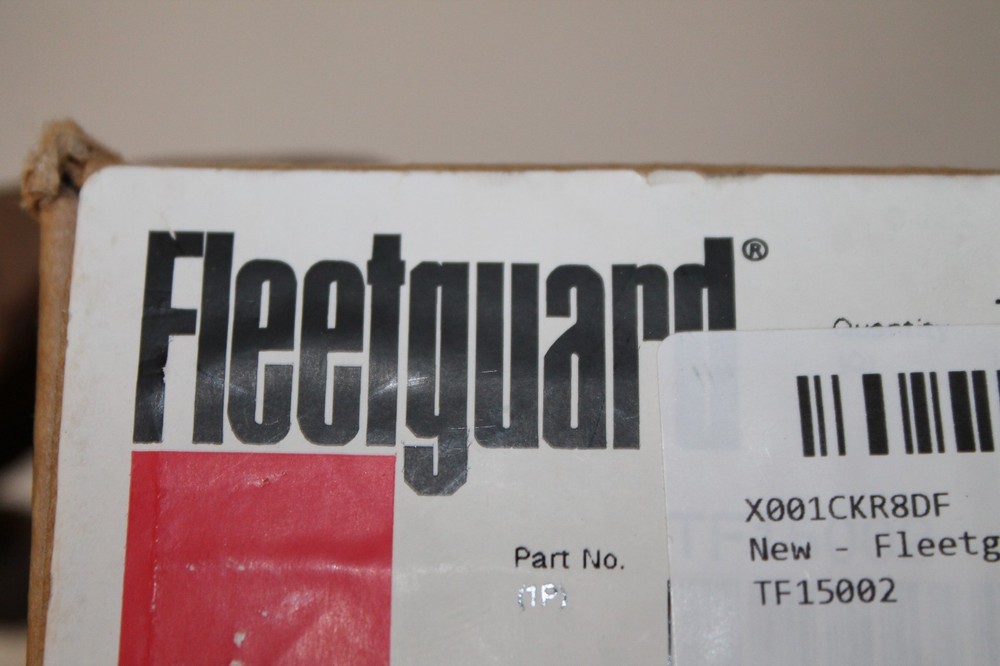 Fleetguard®
Part No.
(1P)
X001CKR8DF
New - Fleetg
TF15002